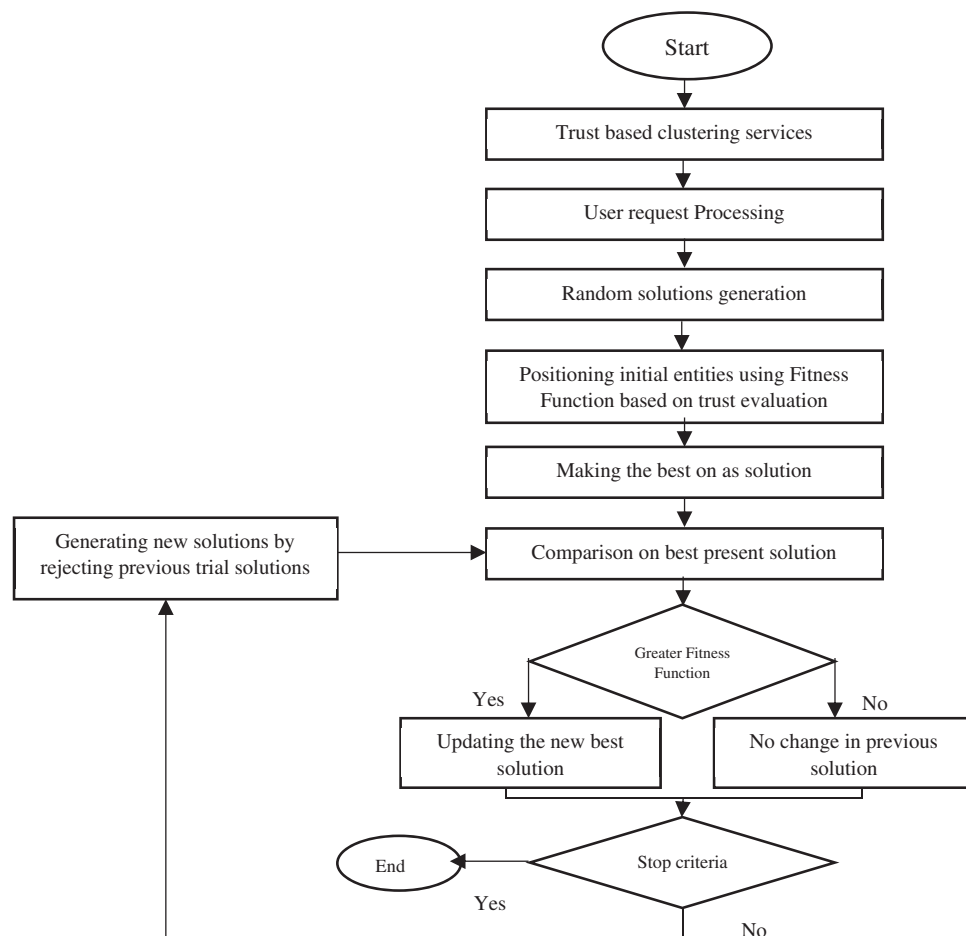 Start
Trust based clustering services
User request Processing
Random solutions generation
Positioning initial entities using Fitness
Function based on trust evaluation
Making the best on as solution
Generating new solutions by
rejecting previous trial solutions
Comparison on best present solution
Greater Fitness
Function
Yes
No
Updating the new best
solution
No change in previous
solution
End
Stop criteria
Yes
No